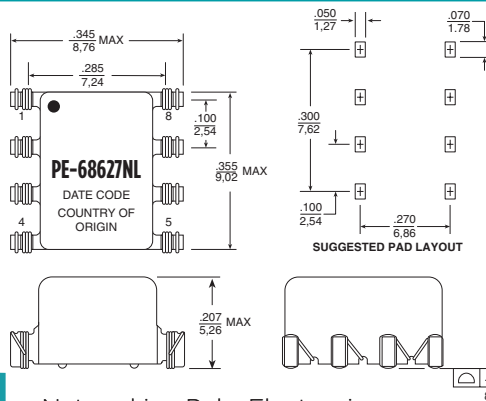 .345
8,76 MAX
.285
7,24
1
8
.100
2,54
PE-68627NL
DATE CODE
COUNTRY OF
ORIGIN
.355
9,02 MAX
4
5
.050
1,27
.070
1.78
.300
7,62
.100
2,54
.270
6,86
SUGGESTED PAD LAYOUT
.207
5,26 MAX